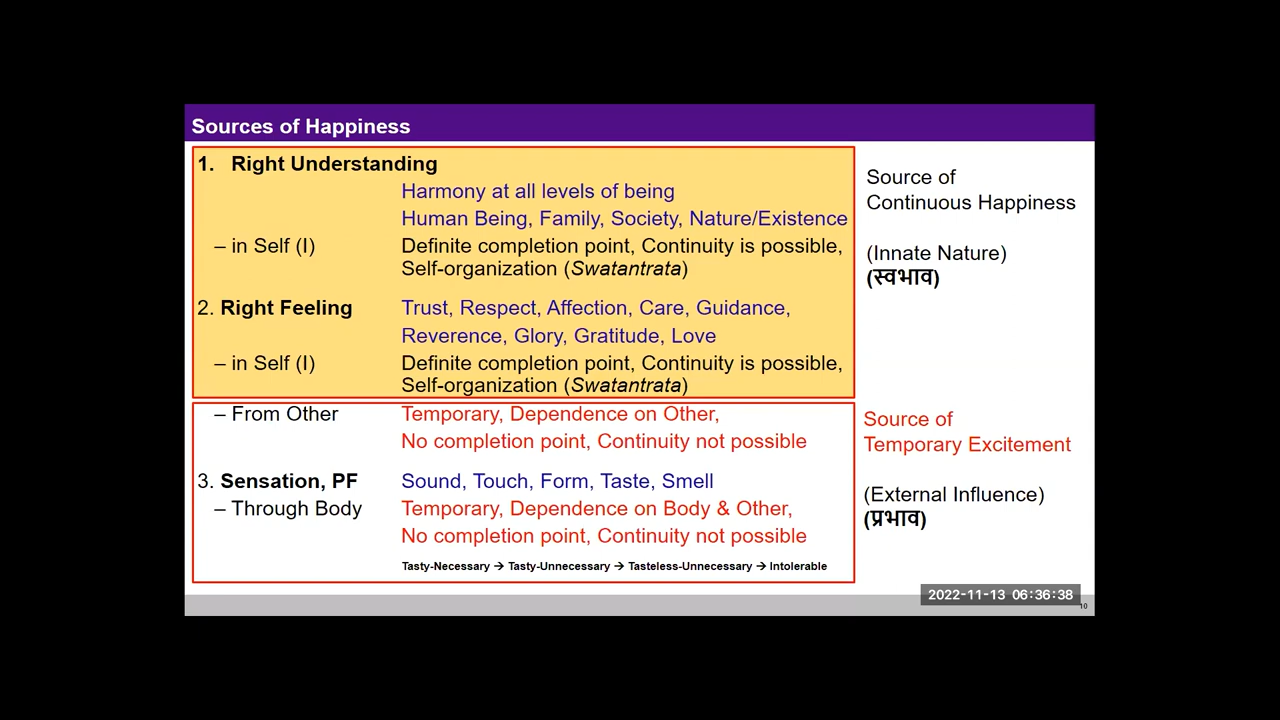 Sources of Happiness
1. Right Understanding
Harmony at all levels of being
Human Being, Family, Society, Nature/Existence
– in Self (I) Definite completion point, Continuity is possible,
Self-organization (Swatantrata)
2. Right Feeling Trust, Respect, Affection, Care, Guidance,
Reverence, Glory, Gratitude, Love
– in Self (I) Definite completion point, Continuity is possible,
Self-organization (Swatantrata)
Source of
Continuous Happiness
(Innate Nature)
(स्वभाव)
– From Other Temporary, Dependence on Other,
No completion point, Continuity not possible
3. Sensation, PF Sound, Touch, Form, Taste, Smell
– Through Body Temporary, Dependence on Body & Other,
No completion point, Continuity not possible
Tasty-Necessary → Tasty-Unnecessary → Tasteless-Unnecessary → Intolerable
Source of
Temporary Excitement
(External Influence)
(प्रभाव)
2022-11-13 06:36:38
10